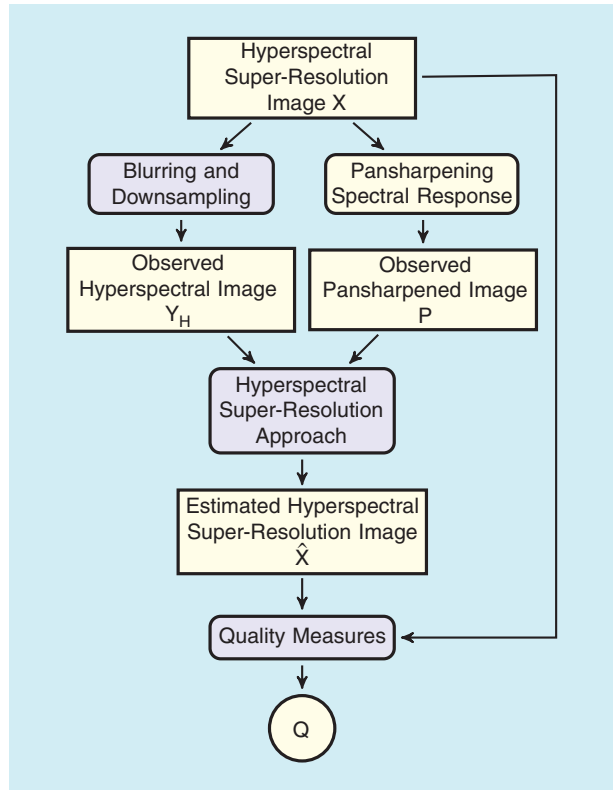 Hyperspectral
Super-Resolution
Image X
Blurring and
Downsampling
Pansharpening
Spectral Response
Observed
Hyperspectral Image
Y_H
Observed
Pansharpened Image
P
Hyperspectral
Super-Resolution
Approach
Estimated Hyperspectral
Super-Resolution Image
X̂
Quality Measures
Q